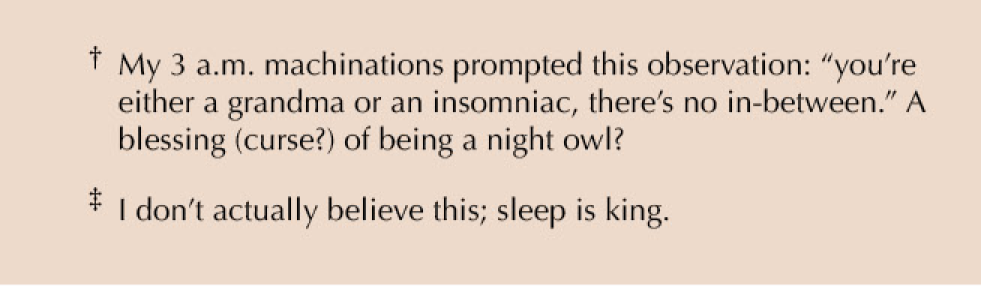 † My 3 a.m. machinations prompted this observation: “you’re
either a grandma or an insomniac, there’s no in-between.” A
blessing (curse?) of being a night owl?
‡ I don’t actually believe this; sleep is king.